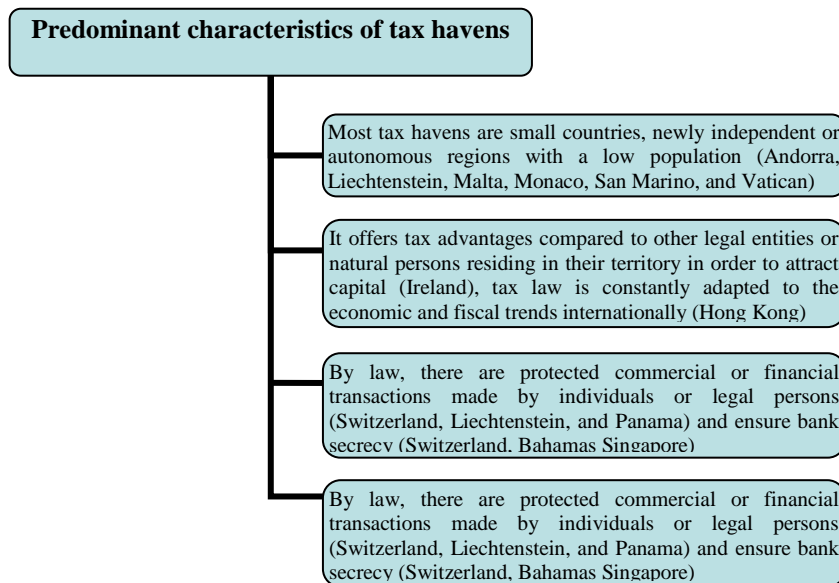 Predominant characteristics of tax havens
Most tax havens are small countries, newly independent or
autonomous regions with a low population (Andorra,
Liechtenstein, Malta, Monaco, San Marino, and Vatican)
It offers tax advantages compared to other legal entities or
natural persons residing in their territory in order to attract
capital (Ireland), tax law is constantly adapted to the
economic and fiscal trends internationally (Hong Kong)
By law, there are protected commercial or financial
transactions made by individuals or legal persons
(Switzerland, Liechtenstein, and Panama) and ensure bank
secrecy (Switzerland, Bahamas Singapore)
By law, there are protected commercial or financial
transactions made by individuals or legal persons
(Switzerland, Liechtenstein, and Panama) and ensure bank
secrecy (Switzerland, Bahamas Singapore)